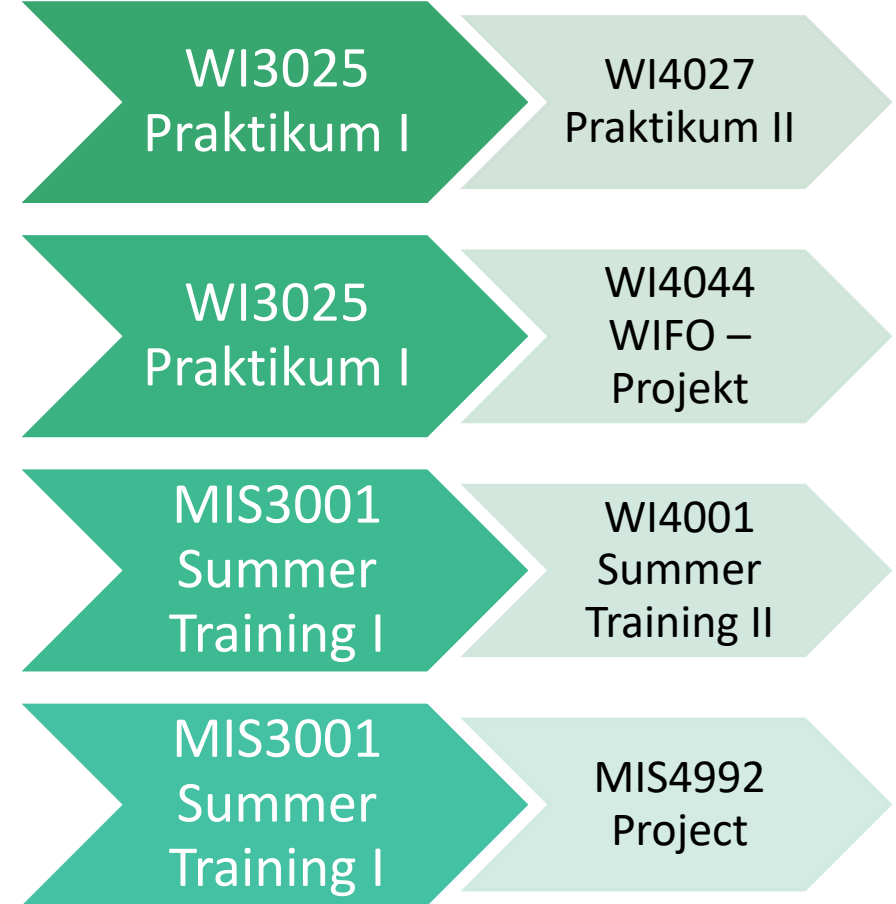 WI3025
Praktikum I
WI4027
Praktikum II
WI3025
Praktikum I
WI4044
WIFO –
Projekt
MIS3001
Summer
Training I
WI4001
Summer
Training II
MIS3001
Summer
Training I
MIS4992
Project